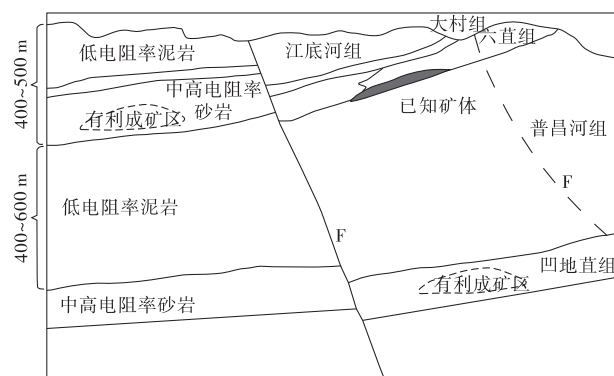 大村组
六苴组
低电阻率泥岩
江底河组
中高电阻率
砂岩
有利成矿区
已知矿体
普昌河组
400~500 m
低电阻率泥岩
400~600 m
F
F
凹地苴组
有利成矿区
中高电阻率砂岩